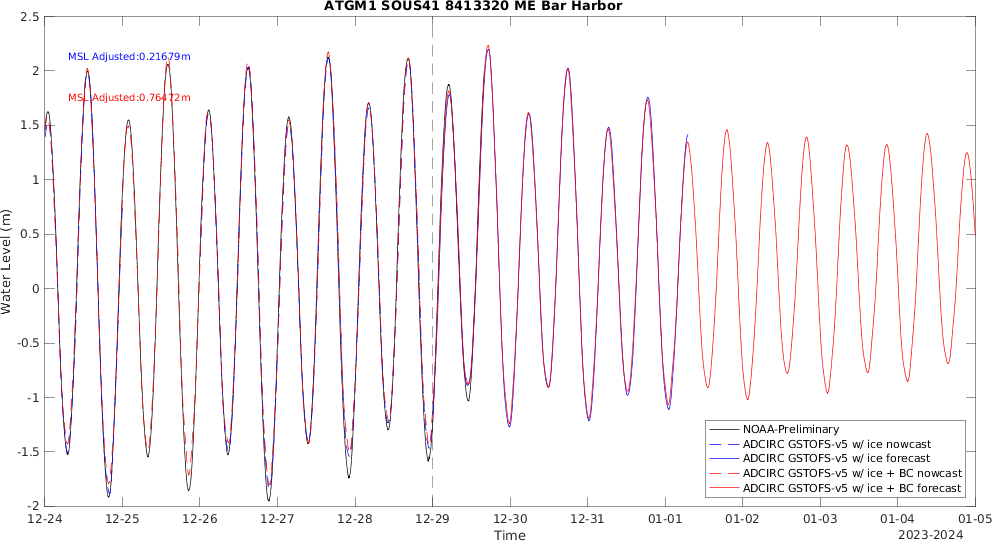 ATGM1 SOUS41 8413320 ME Bar Harbor
MSL Adjusted:0.21679m
MSL Adjusted:0.76472m
Water Level (m)
2.5
2
1.5
1
0.5
0
-0.5
-1
-1.5
-2
NOAA-Preliminary
ADCIRC GSTOFS-v5 w/ ice nowcast
ADCIRC GSTOFS-v5 w/ ice forecast
ADCIRC GSTOFS-v5 w/ ice + BC nowcast
ADCIRC GSTOFS-v5 w/ ice + BC forecast
12-24 12-25 12-26 12-27 12-28 12-29 12-30 12-31 01-01 01-02 01-03 01-04 01-05
Time
2023-2024